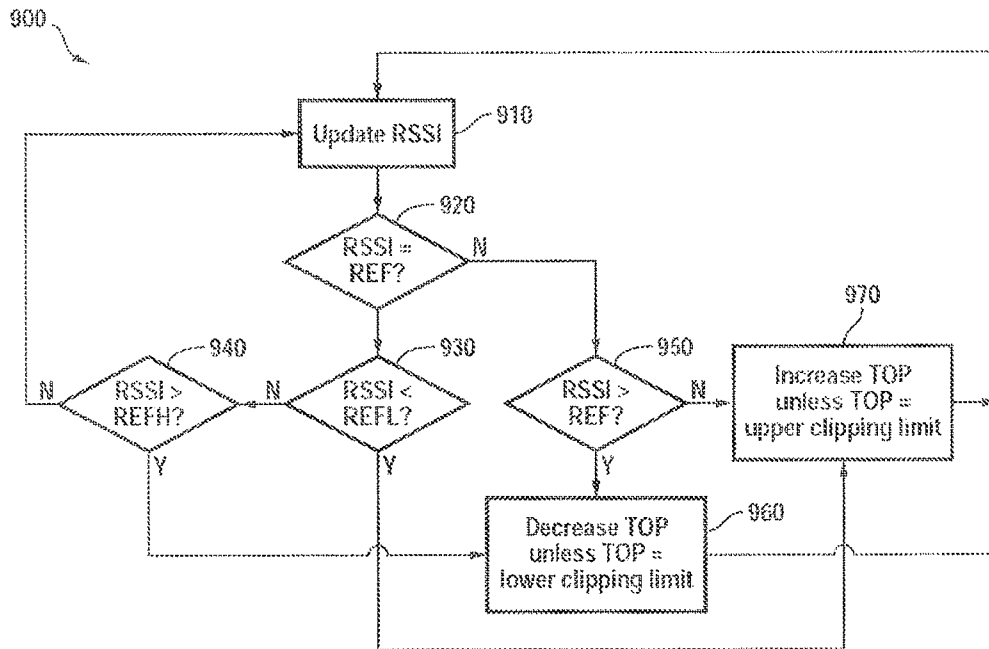 900
Update RSSI
910
920
RSSI =
REF?
N
940
930
950
970
N
RSSI >
REFH?
N
RSSI <
REFL?
RSSI >
REF?
N
Increase TOP
unless TOP =
upper clipping limit
Y
Y
Y
960
Decrease TOP
unless TOP =
lower clipping limit